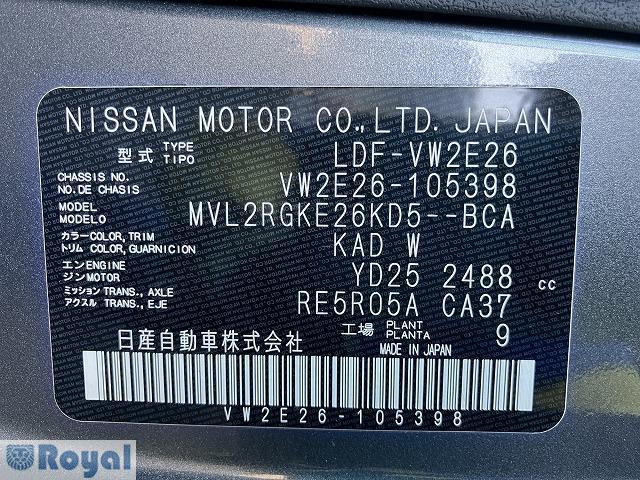 NISSAN MOTOR CO.,LTD. JAPAN
型式 TYPE TIPO LDF-VW2E26
CHASSIS NO. NO. DE CHASIS VW2E26-105398
MODEL MODELO MVL2RGKE26KD5--BCA
カラー COLOR, TRIM トリム COLOR, GUARNICION KAD W
エンジン ENGINE MOTOR YD25 2488 cc
ミッション TRANS., AXLE アクスル TRANS., EJE RE5R05A CA37
日産自動車株式会社 工場 PLANT PLANTA 9
MADE IN JAPAN
VW2E26-105398
Royal